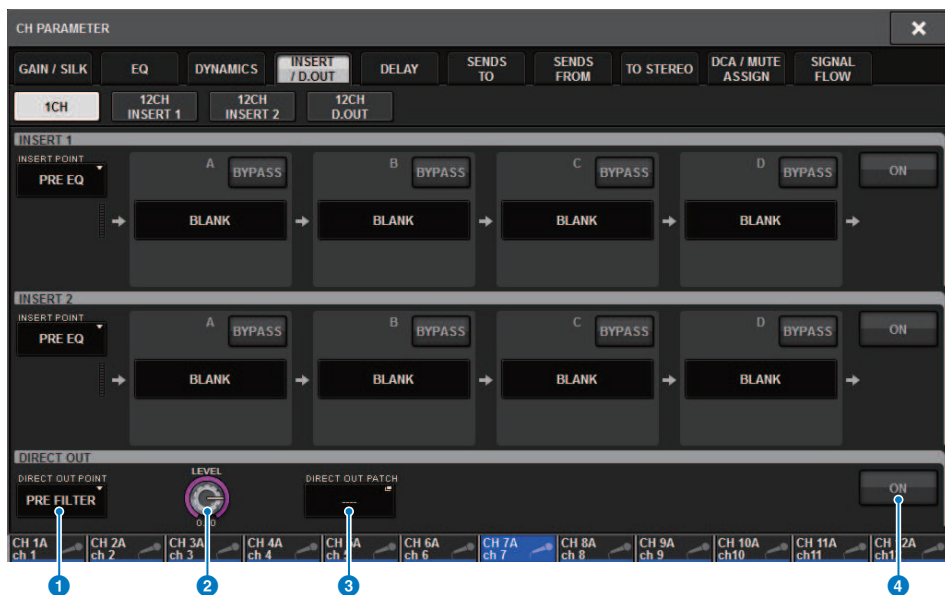 CH PARAMETER
GAIN / SILK
EQ
DYNAMICS
INSERT
/ D.OUT
DELAY
SENDS
TO
SENDS
FROM
TO STEREO
DCA / MUTE
ASSIGN
SIGNAL
FLOW
1CH
12CH
INSERT 1
12CH
INSERT 2
12CH
D.OUT
INSERT 1
INSERT POINT
PRE EQ
A
BYPASS
BLANK
B
BYPASS
BLANK
C
BYPASS
BLANK
D
BYPASS
BLANK
ON
INSERT 2
INSERT POINT
PRE EQ
A
BYPASS
BLANK
B
BYPASS
BLANK
C
BYPASS
BLANK
D
BYPASS
BLANK
ON
DIRECT OUT
DIRECT OUT POINT
PRE FILTER
LEVEL
DIRECT OUT PATCH
----
ON
CH 1A
ch 1
CH 2A
ch 2
CH 3A
ch 3
CH 4A
ch 4
CH
CH 6A
ch 6
CH 7A
ch 7
CH 8A
ch 8
CH 9A
ch 9
CH 10A
ch10
CH 11A
ch11
CH
1
2
3
4